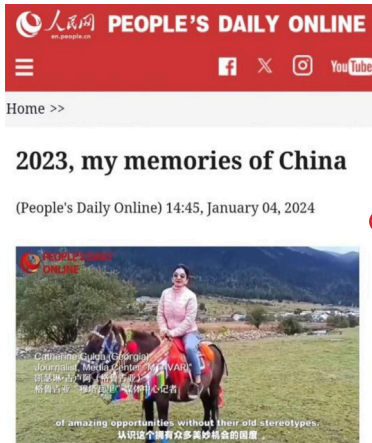 人民网 PEOPLE'S DAILY ONLINE
en.people.cn
You Tube
Home >>
2023, my memories of China
(People's Daily Online) 14:45, January 04, 2024
PEOPLE'S DAILY
ONLINE
Catherine Gulua (Georgia)
Journalist, Media Center "MTAVARI"
of amazing opportunities without their old stereotypes.
认识这个拥有众多美妙机会的国度